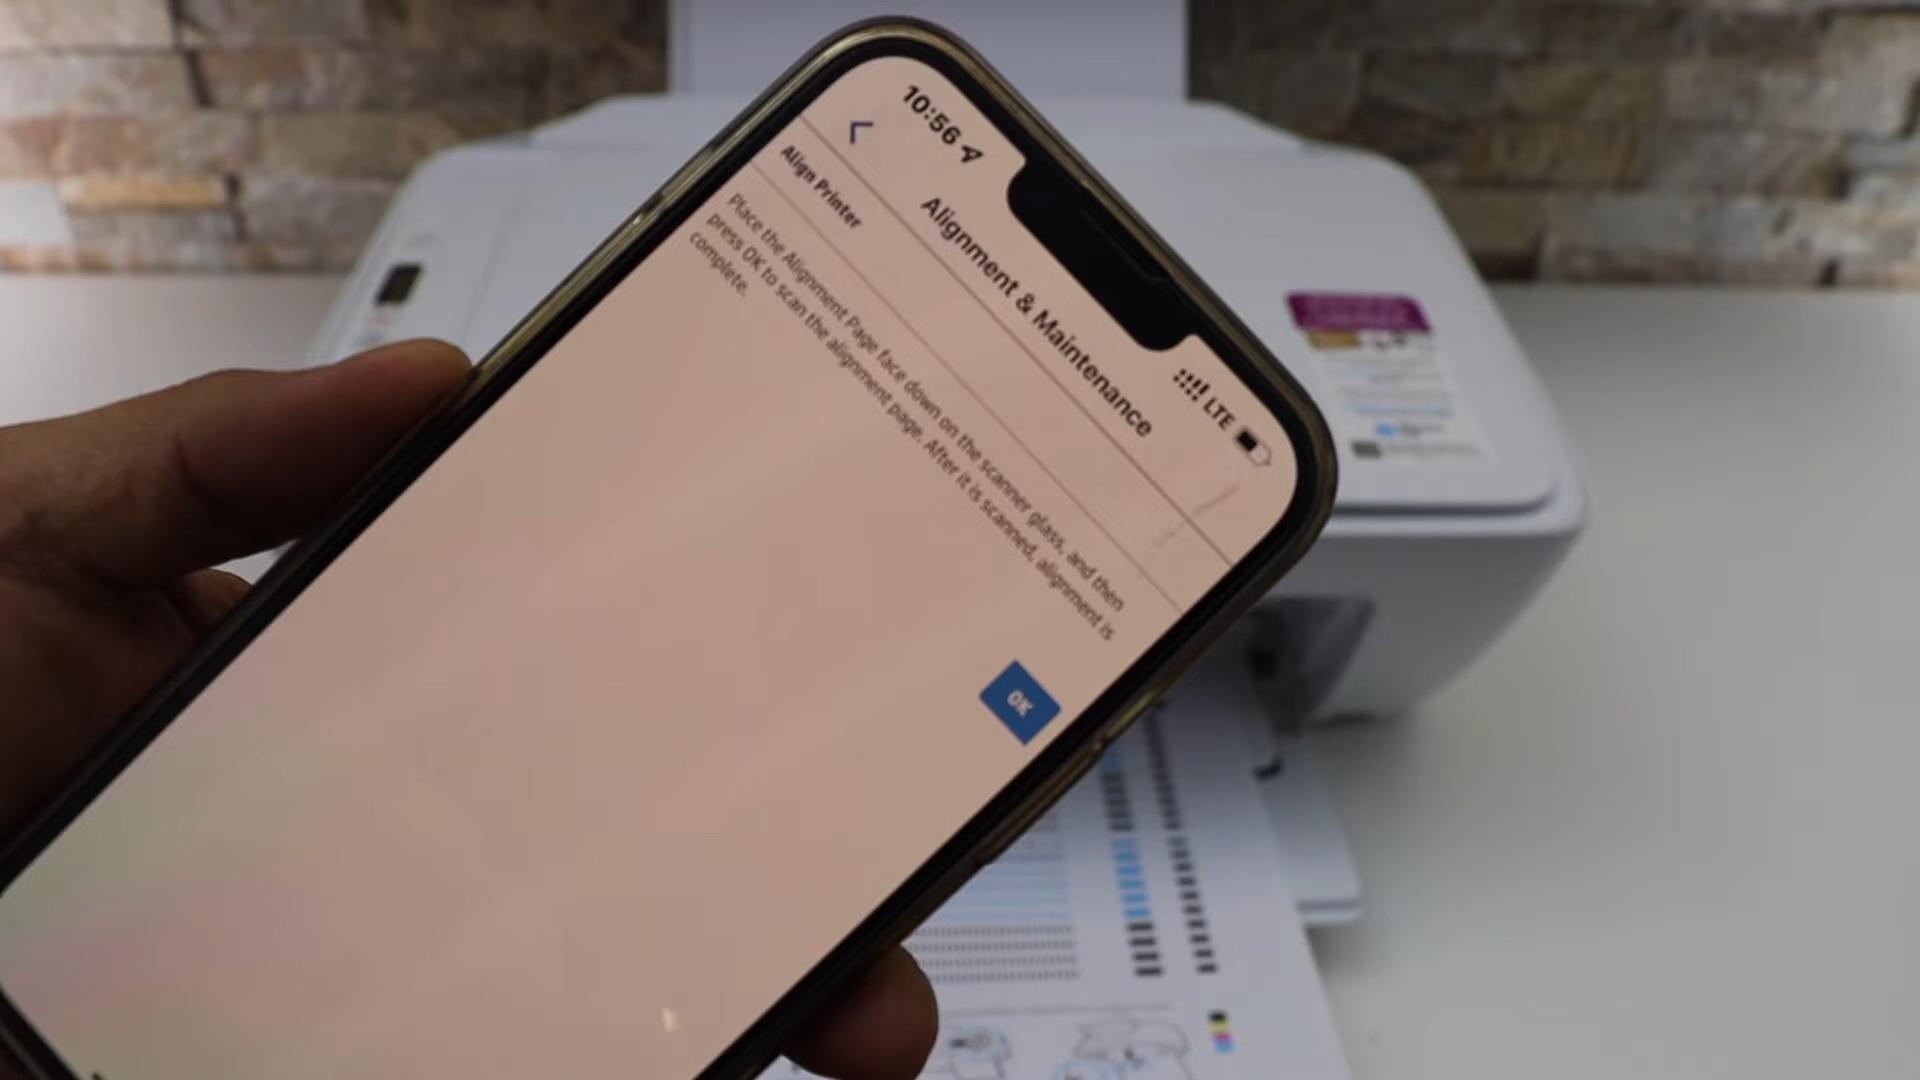 10:56
LTE
Alignment & Maintenance
Align Printer
Place the Alignment Page face down on the scanner glass, and then
press OK to scan the alignment page. After it is scanned, alignment is
complete.
OK